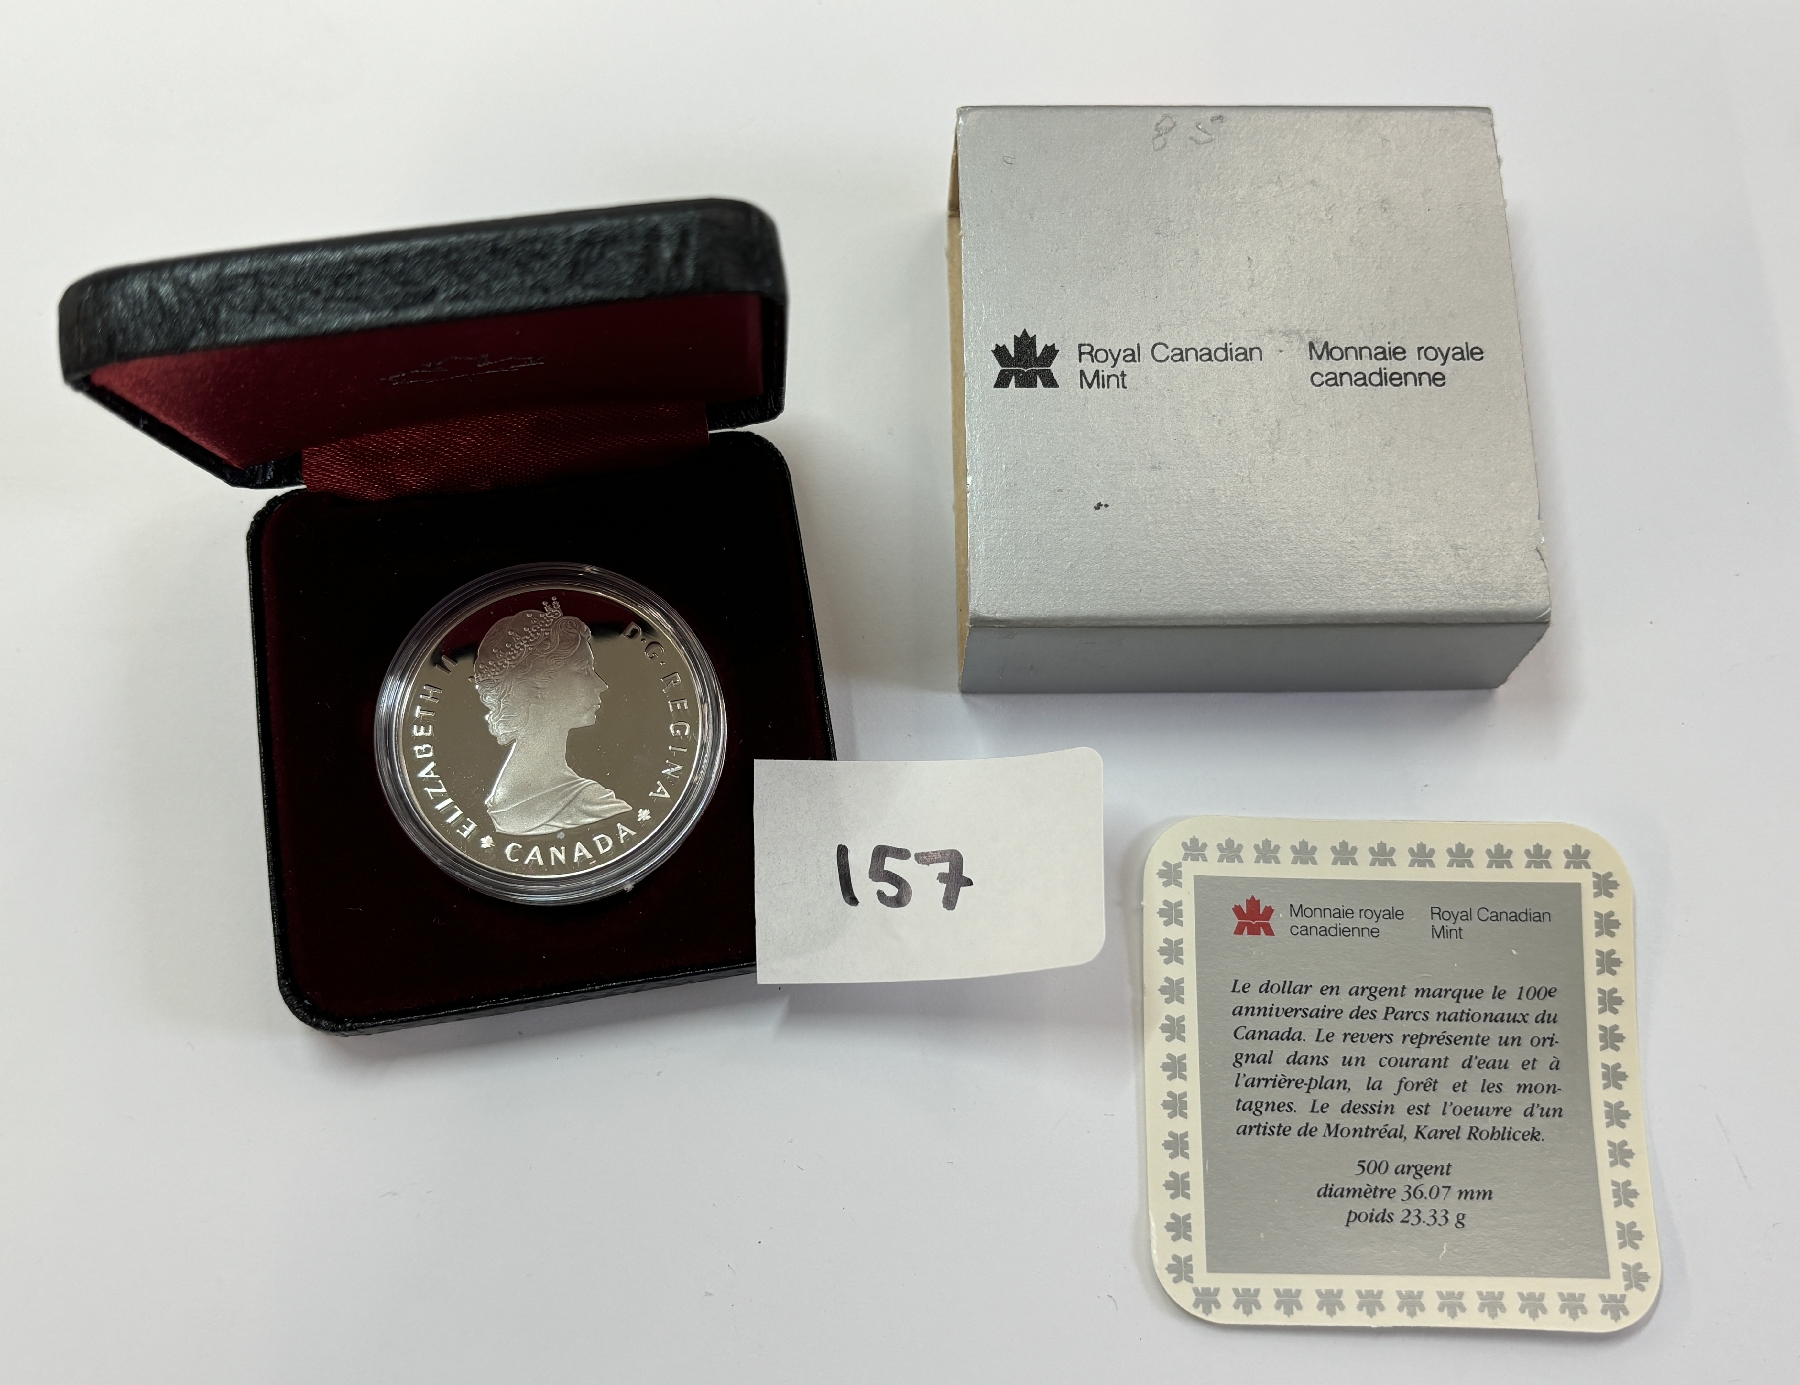 85
Royal Canadian
Mint
Monnaie royale
canadienne
ELIZABETH II D·G·REGINA
CANADA
157
Monnaie royale
canadienne
Royal Canadian
Mint
Le dollar en argent marque le 100e
anniversaire des Parcs nationaux du
Canada. Le revers représente un ori-
gnal dans un courant d'eau et à
l'arrière-plan, la forêt et les mon-
tagnes. Le dessin est l'oeuvre d'un
artiste de Montréal, Karel Rohlicek.
500 argent
diamètre 36.07 mm
poids 23.33 g